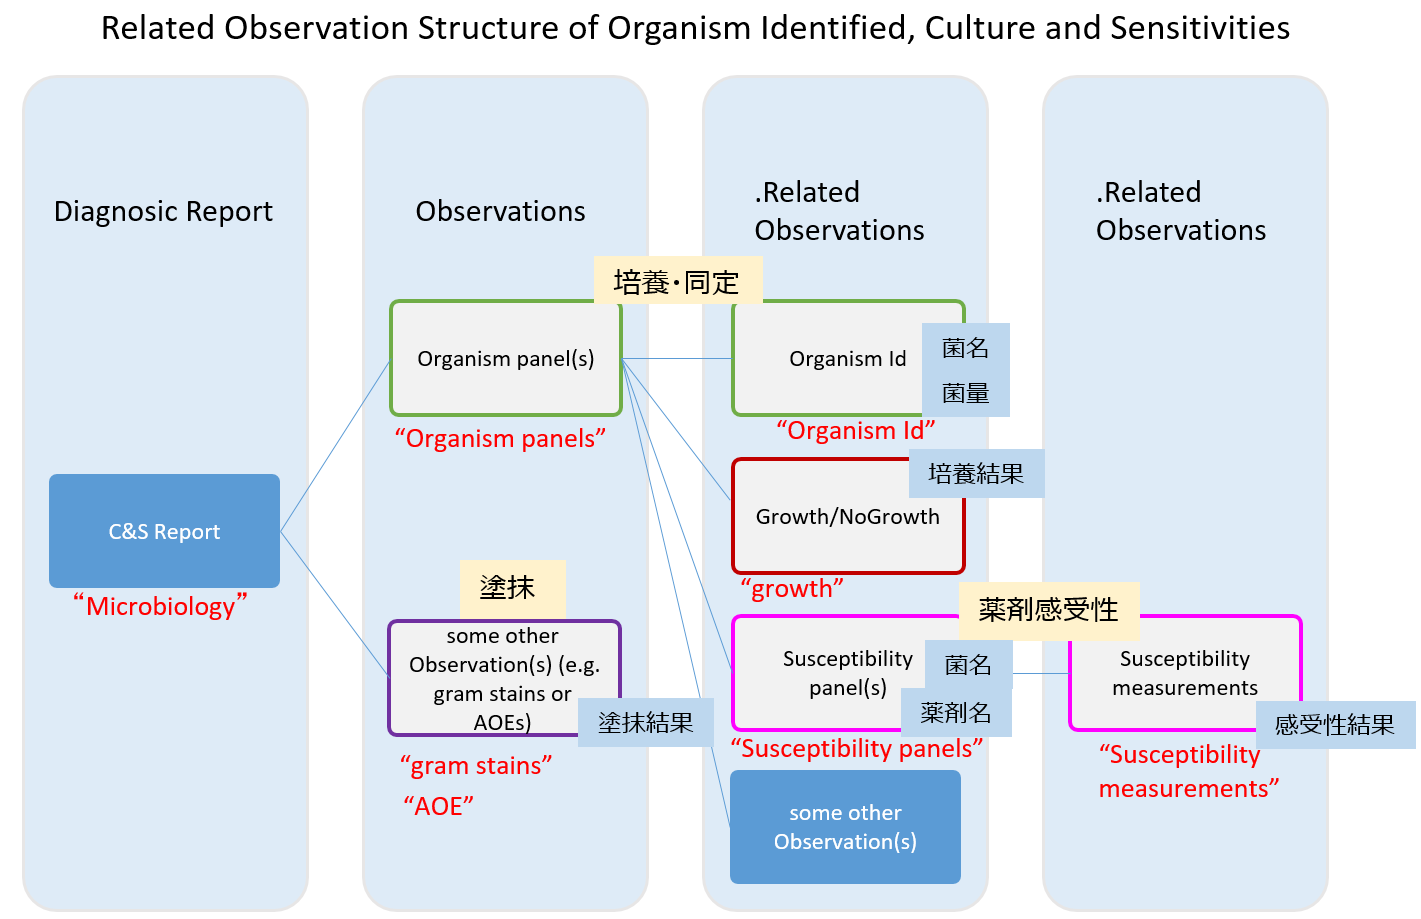 Related Observation Structure of Organism Identified, Culture and Sensitivities
Diagnosic Report
Observations
.Related
Observations
.Related
Observations
培養・同定
Organism panel(s)
“Organism panels”
Organism Id
菌名
菌量
“Organism Id”
培養結果
Growth/NoGrowth
“growth”
C&S Report
“Microbiology”
塗抹
some other
Observation(s) (e.g.
gram stains or
AOEs)
塗抹結果
“gram stains”
“AOE”
薬剤感受性
Susceptibility
panel(s)
菌名
薬剤名
“Susceptibility panels”
Susceptibility
measurements
感受性結果
“Susceptibility
measurements”
some other
Observation(s)